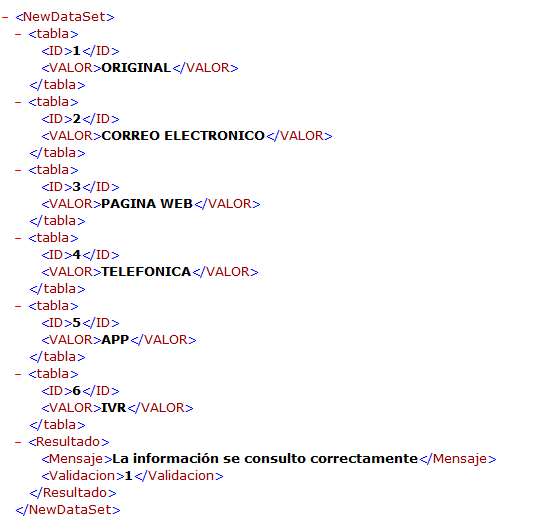 – <NewDataSet>
– <tabla>
<ID>1</ID>
<VALOR>ORIGINAL</VALOR>
</tabla>
– <tabla>
<ID>2</ID>
<VALOR>CORREO ELECTRONICO</VALOR>
</tabla>
– <tabla>
<ID>3</ID>
<VALOR>PAGINA WEB</VALOR>
</tabla>
– <tabla>
<ID>4</ID>
<VALOR>TELEFONICA</VALOR>
</tabla>
– <tabla>
<ID>5</ID>
<VALOR>APP</VALOR>
</tabla>
– <tabla>
<ID>6</ID>
<VALOR>IVR</VALOR>
</tabla>
– <Resultado>
<Mensaje>La información se consulto correctamente</Mensaje>
<Validacion>1</Validacion>
</Resultado>
</NewDataSet>